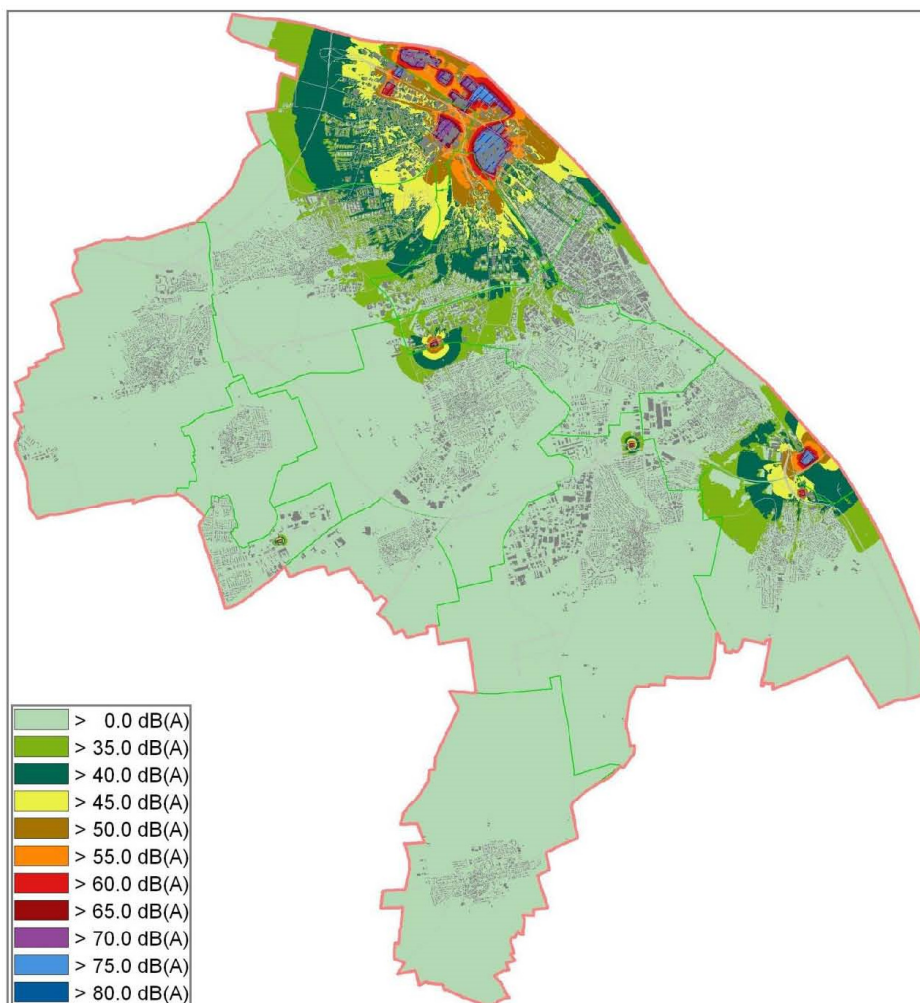 > 0.0 dB(A)
> 35.0 dB(A)
> 40.0 dB(A)
> 45.0 dB(A)
> 50.0 dB(A)
> 55.0 dB(A)
> 60.0 dB(A)
> 65.0 dB(A)
> 70.0 dB(A)
> 75.0 dB(A)
> 80.0 dB(A)